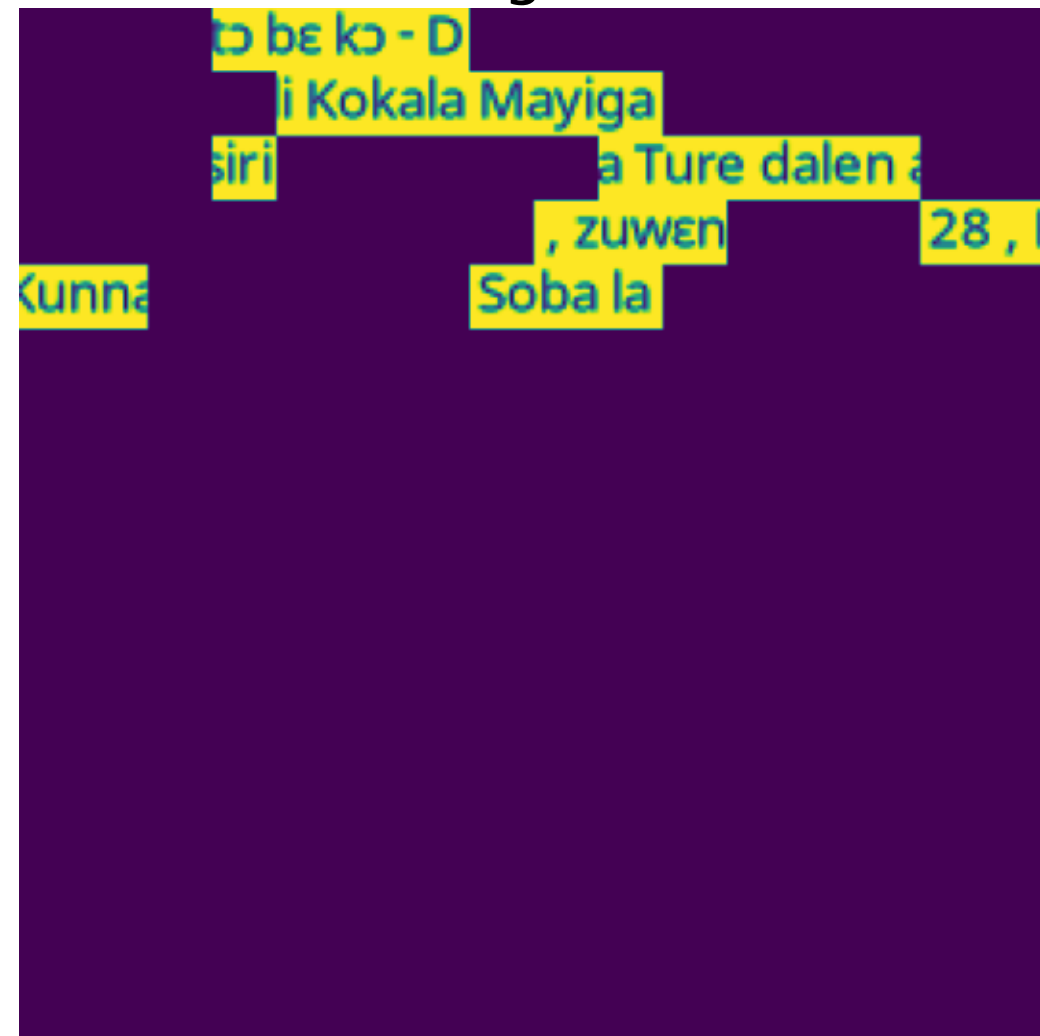 tɔ bɛ kɔ - D
i Kokala Mayiga
siri a Ture dalen a
, zuwɛn 28 ,
Kunna Soba la